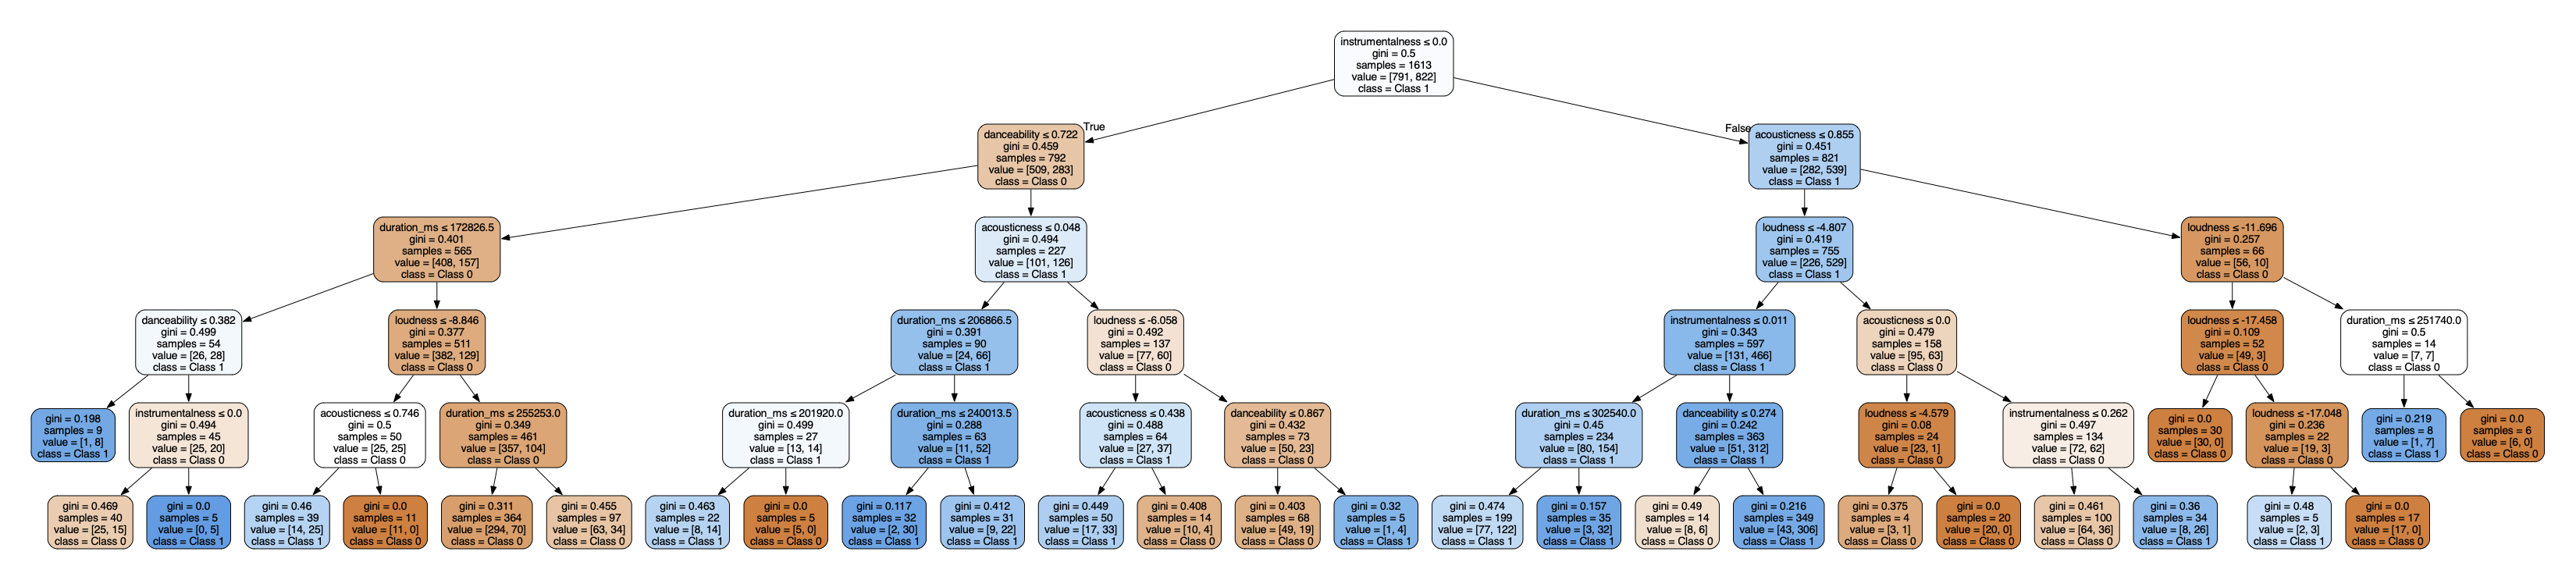 instrumentalness ≤ 0.0
gini = 0.5
samples = 1613
value = [791, 822]
class = Class 1
True
False
danceability ≤ 0.722
gini = 0.459
samples = 792
value = [509, 283]
class = Class 0
acousticness ≤ 0.855
gini = 0.451
samples = 821
value = [282, 539]
class = Class 1
duration_ms ≤ 172826.5
gini = 0.401
samples = 565
value = [408, 157]
class = Class 0
acousticness ≤ 0.048
gini = 0.494
samples = 227
value = [101, 126]
class = Class 1
loudness ≤ -4.807
gini = 0.419
samples = 755
value = [226, 529]
class = Class 1
loudness ≤ -11.696
gini = 0.257
samples = 66
value = [56, 10]
class = Class 0
danceability ≤ 0.382
gini = 0.499
samples = 54
value = [26, 28]
class = Class 1
loudness ≤ -8.846
gini = 0.377
samples = 511
value = [382, 129]
class = Class 0
duration_ms ≤ 206866.5
gini = 0.391
samples = 90
value = [24, 66]
class = Class 1
loudness ≤ -6.058
gini = 0.492
samples = 137
value = [77, 60]
class = Class 0
instrumentalness ≤ 0.011
gini = 0.343
samples = 597
value = [131, 466]
class = Class 1
acousticness ≤ 0.0
gini = 0.479
samples = 158
value = [95, 63]
class = Class 0
loudness ≤ -17.458
gini = 0.109
samples = 52
value = [49, 3]
class = Class 0
duration_ms ≤ 251740.0
gini = 0.5
samples = 14
value = [7, 7]
class = Class 0
gini = 0.198
samples = 9
value = [1, 8]
class = Class 1
instrumentalness ≤ 0.0
gini = 0.494
samples = 45
value = [25, 20]
class = Class 0
acousticness ≤ 0.746
gini = 0.5
samples = 50
value = [25, 25]
class = Class 0
duration_ms ≤ 255253.0
gini = 0.349
samples = 461
value = [357, 104]
class = Class 0
duration_ms ≤ 201920.0
gini = 0.499
samples = 27
value = [13, 14]
class = Class 1
duration_ms ≤ 240013.5
gini = 0.288
samples = 63
value = [11, 52]
class = Class 1
acousticness ≤ 0.438
gini = 0.488
samples = 64
value = [27, 37]
class = Class 1
danceability ≤ 0.867
gini = 0.432
samples = 73
value = [50, 23]
class = Class 0
duration_ms ≤ 302540.0
gini = 0.45
samples = 234
value = [80, 154]
class = Class 1
danceability ≤ 0.274
gini = 0.242
samples = 363
value = [51, 312]
class = Class 1
loudness ≤ -4.579
gini = 0.08
samples = 24
value = [23, 1]
class = Class 0
instrumentalness ≤ 0.262
gini = 0.497
samples = 134
value = [72, 62]
class = Class 0
gini = 0.0
samples = 30
value = [30, 0]
class = Class 0
loudness ≤ -17.048
gini = 0.236
samples = 22
value = [19, 3]
class = Class 0
gini = 0.219
samples = 8
value = [1, 7]
class = Class 1
gini = 0.0
samples = 6
value = [6, 0]
class = Class 0
gini = 0.469
samples = 40
value = [25, 15]
class = Class 0
gini = 0.0
samples = 5
value = [0, 5]
class = Class 1
gini = 0.46
samples = 39
value = [14, 25]
class = Class 1
gini = 0.0
samples = 11
value = [11, 0]
class = Class 0
gini = 0.311
samples = 364
value = [294, 70]
class = Class 0
gini = 0.455
samples = 97
value = [63, 34]
class = Class 0
gini = 0.463
samples = 22
value = [8, 14]
class = Class 1
gini = 0.0
samples = 5
value = [5, 0]
class = Class 0
gini = 0.117
samples = 32
value = [2, 30]
class = Class 1
gini = 0.412
samples = 31
value = [9, 22]
class = Class 1
gini = 0.449
samples = 50
value = [17, 33]
class = Class 1
gini = 0.408
samples = 14
value = [10, 4]
class = Class 0
gini = 0.403
samples = 68
value = [49, 19]
class = Class 0
gini = 0.32
samples = 5
value = [1, 4]
class = Class 1
gini = 0.474
samples = 199
value = [77, 122]
class = Class 1
gini = 0.157
samples = 35
value = [3, 32]
class = Class 1
gini = 0.49
samples = 14
value = [8, 6]
class = Class 0
gini = 0.216
samples = 349
value = [43, 306]
class = Class 1
gini = 0.375
samples = 4
value = [3, 1]
class = Class 0
gini = 0.0
samples = 20
value = [20, 0]
class = Class 0
gini = 0.461
samples = 100
value = [64, 36]
class = Class 0
gini = 0.36
samples = 34
value = [8, 26]
class = Class 1
gini = 0.48
samples = 5
value = [2, 3]
class = Class 1
gini = 0.0
samples = 17
value = [17, 0]
class = Class 0